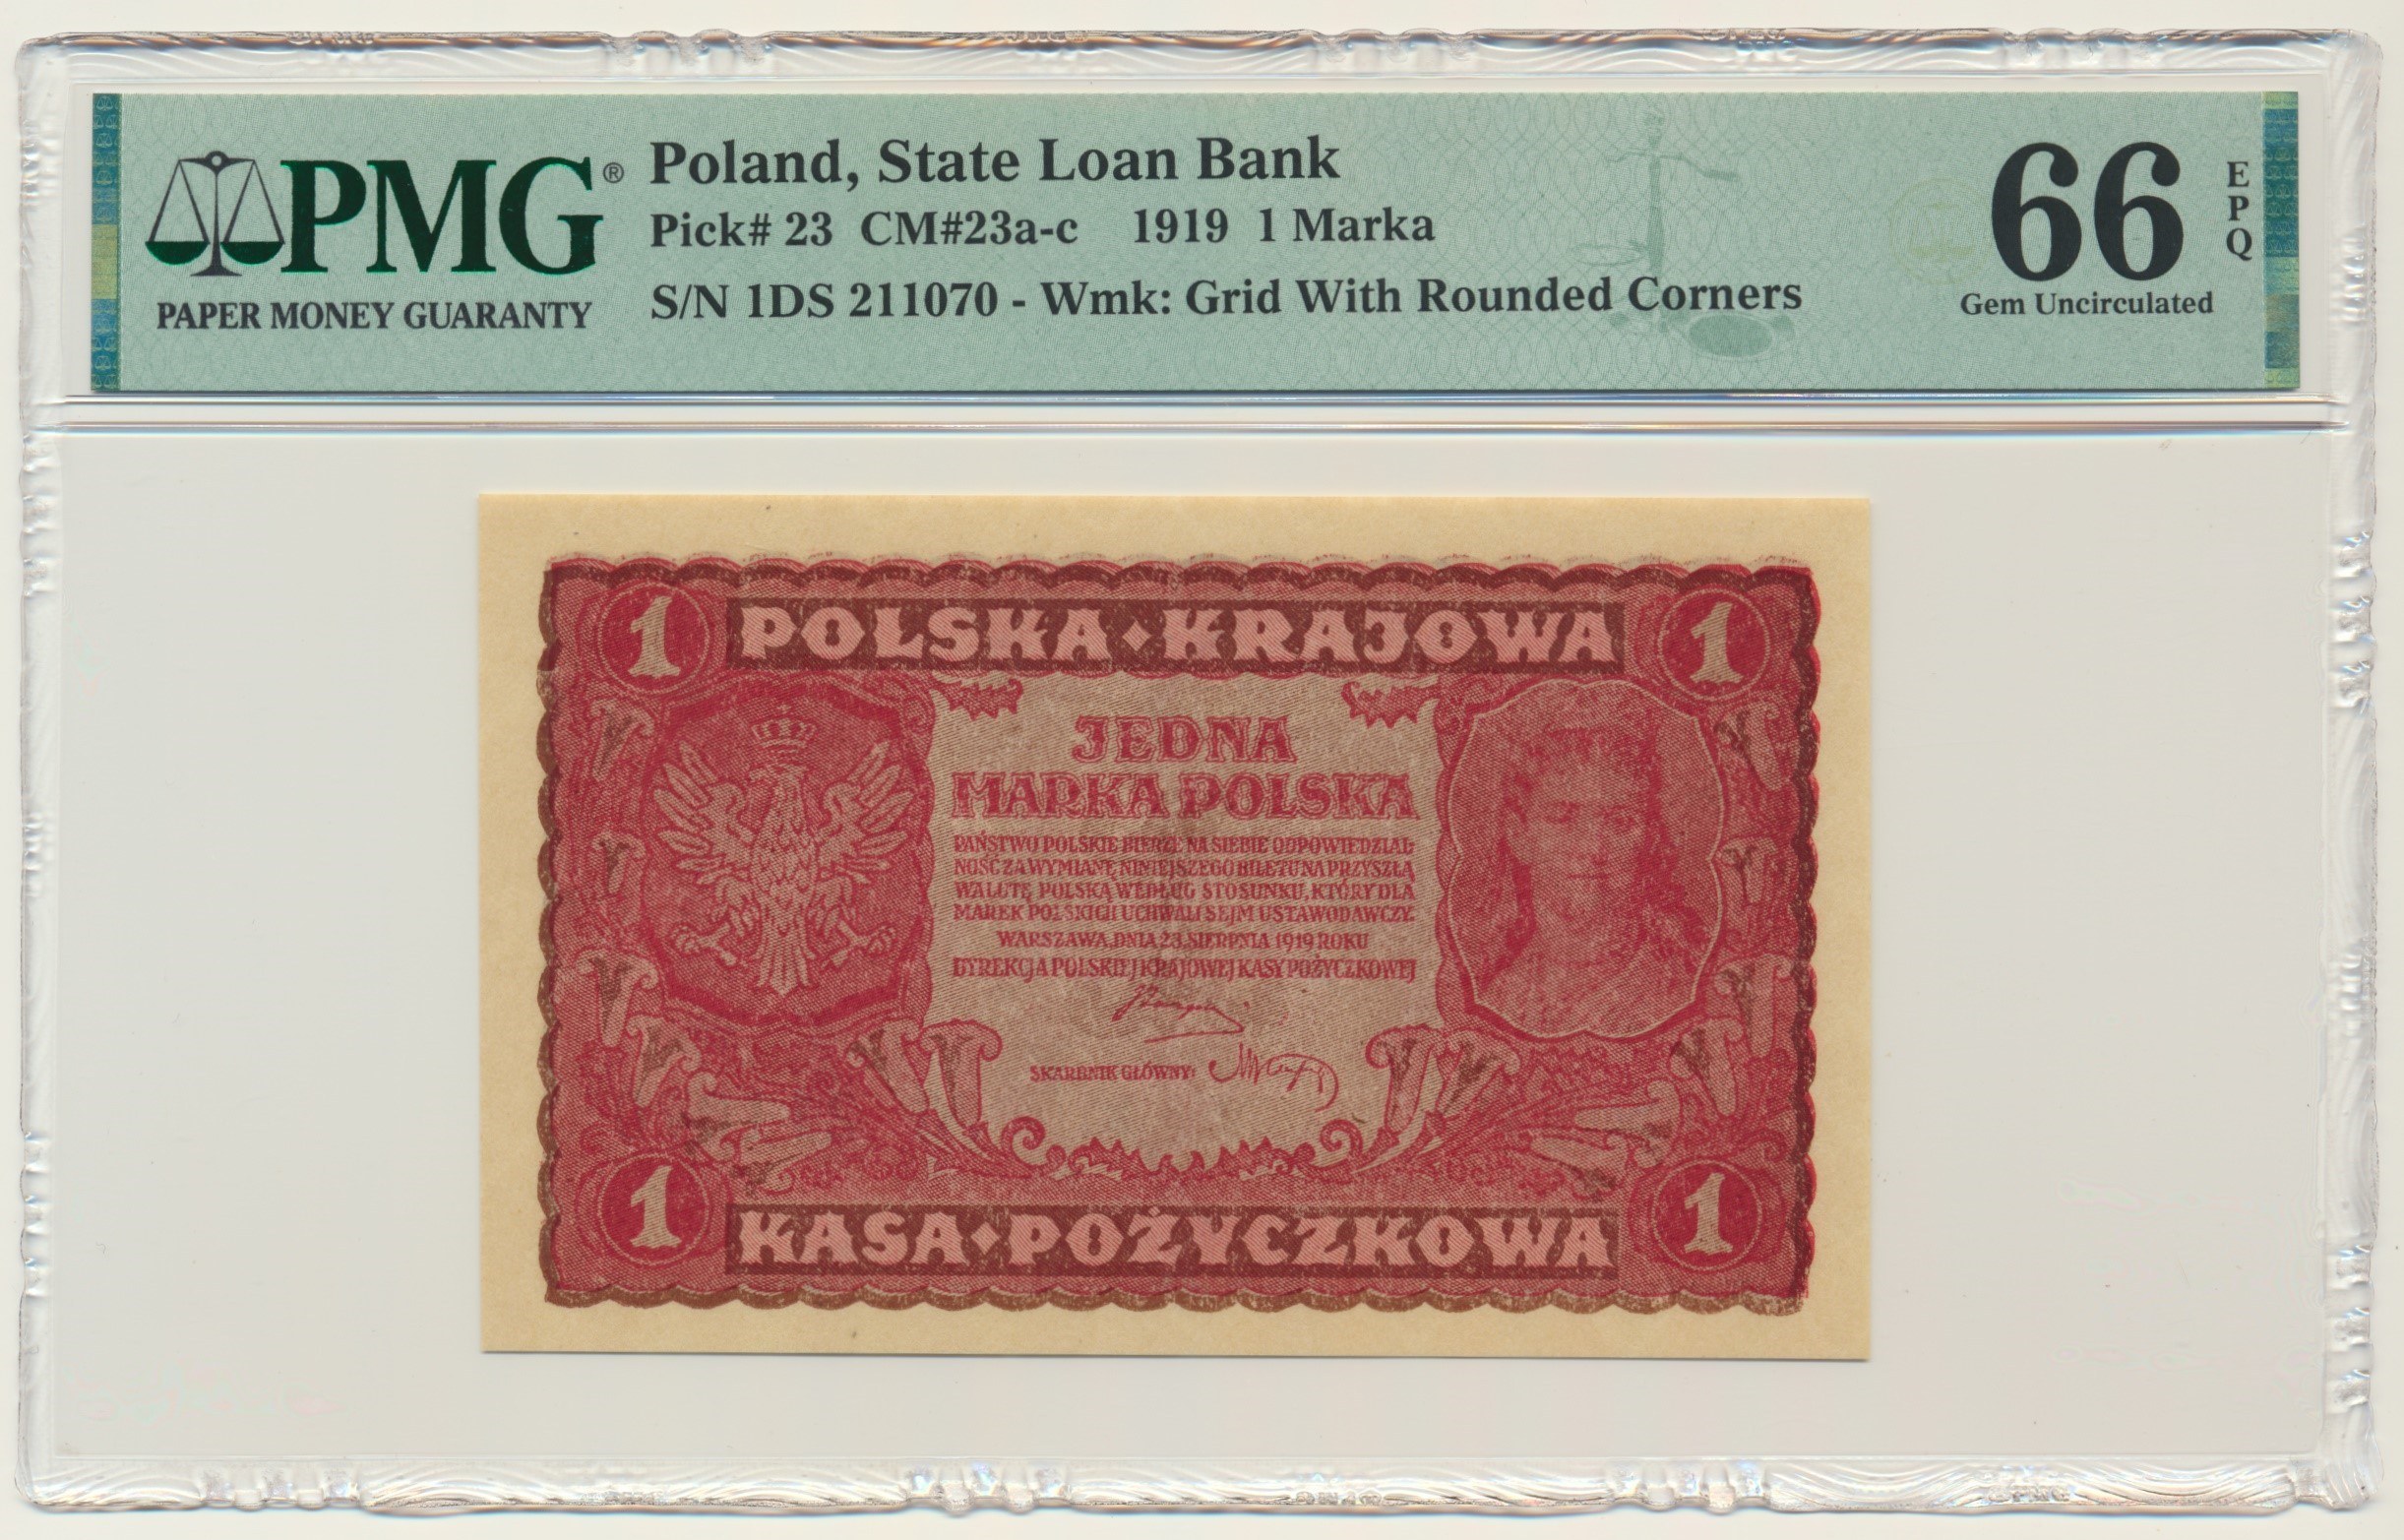 PMG®
PAPER MONEY GUARANTY
Poland, State Loan Bank
Pick# 23 CM#23a-c 1919 1 Marka
S/N 1DS 211070 - Wmk: Grid With Rounded Corners
66
EPQ
Gem Uncirculated
1 POLSKA·KRAJOWA 1
JEDNA
MARKA POLSKA
PAŃSTWO POLSKIE BIERZE NA SIEBIE ODPOWIEDZIAL-
NOŚĆ ZA WYMIANĘ NINIEJSZEGO BILETU NA PRZYSZŁĄ
WALUTĘ POLSKĄ WEDŁUG STOSUNKU, KTÓRY DLA
MAREK POLSKICH UCHWALI SEJM USTAWODAWCZY.
WARSZAWA, DNIA 23. SIERPNIA 1919 ROKU
DYREKCJA POLSKIEJ KRAJOWEJ KASY POŻYCZKOWEJ
SKARBNIK GŁÓWNY:
1 KASA·POŻYCZKOWA 1